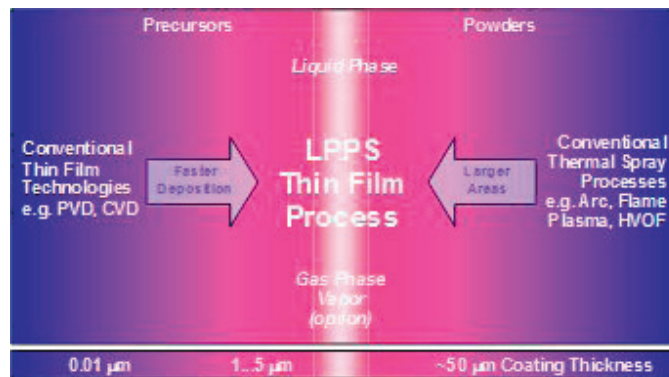 Precursors
Powders
Liquid Phase
Conventional
Thin Film
Technologies
e.g. PVD, CVD
Faster
Deposition
LPPS
Thin Film
Process
Larger
Areas
Conventional
Thermal Spray
Processes
e.g. Arc, Flame
Plasma, HVOF
Gas Phase
Vapor
(option)
0.01 µm
1...5 µm
~50 µm Coating Thickness